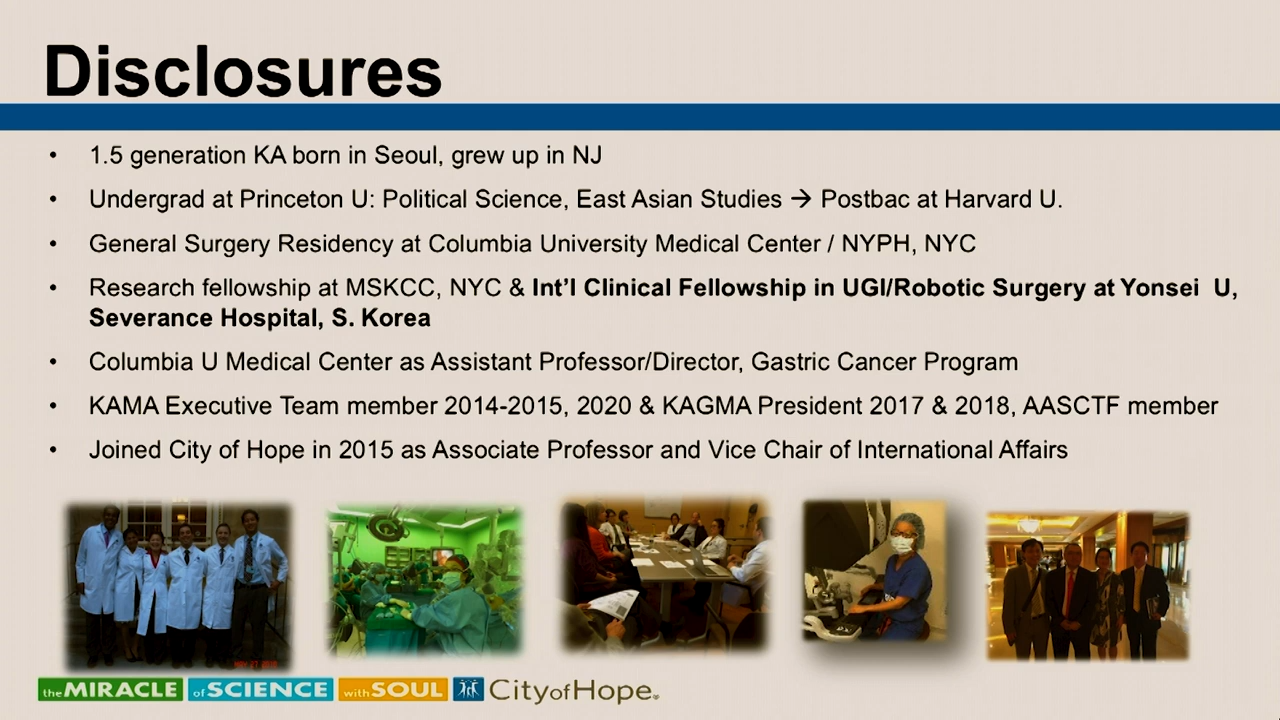 Disclosures
• 1.5 generation KA born in Seoul, grew up in NJ
• Undergrad at Princeton U: Political Science, East Asian Studies → Postbac at Harvard U.
• General Surgery Residency at Columbia University Medical Center / NYPH, NYC
• Research fellowship at MSKCC, NYC & Int'l Clinical Fellowship in UGI/Robotic Surgery at Yonsei U,
Severance Hospital, S. Korea
• Columbia U Medical Center as Assistant Professor/Director, Gastric Cancer Program
• KAMA Executive Team member 2014-2015, 2020 & KAGMA President 2017 & 2018, AASCTF member
• Joined City of Hope in 2015 as Associate Professor and Vice Chair of International Affairs
the MIRACLE of SCIENCE with SOUL CityofHope®